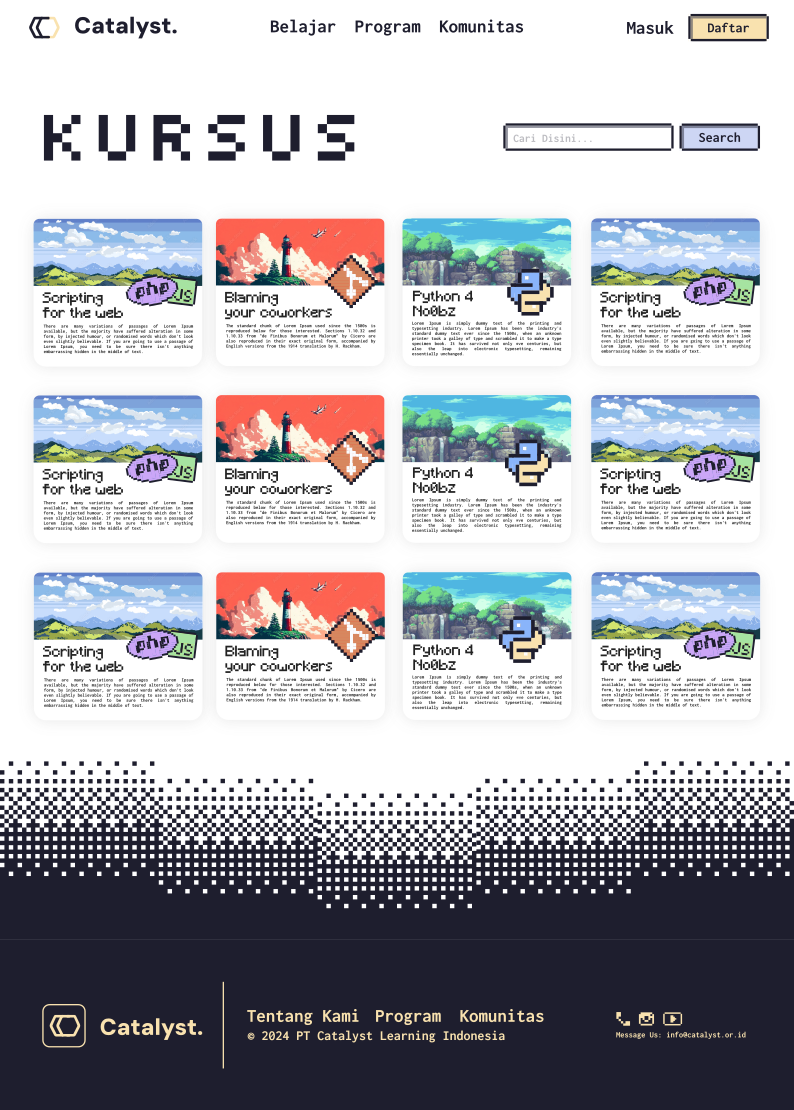 Catalyst.
Belajar Program Komunitas
Masuk
Daftar
KURSUS
Cari Disini...
Search
php
JS
Scripting
for the web
There are many variations of passages of Lorem Ipsum
available, but the majority have suffered alteration in some
form, by injected humour, or randomised words which don't look
even slightly believable. If you are going to use a passage of
Lorem Ipsum, you need to be sure there isn't anything
embarrassing hidden in the middle of text.
Blaming
your coworkers
The standard chunk of Lorem Ipsum used since the 1500s is
reproduced below for those interested. Sections 1.10.32 and
1.10.33 from "de Finibus Bonorum et Malorum" by Cicero are
also reproduced in their exact original form, accompanied by
English versions from the 1914 translation by H. Rackham.
Python 4
No0bz
Lorem Ipsum is simply dummy text of the printing and
typesetting industry. Lorem Ipsum has been the industry's
standard dummy text ever since the 1500s, when an unknown
printer took a galley of type and scrambled it to make a type
specimen book. It has survived not only eve centuries, but
also the leap into electronic typesetting, remaining
essentially unchanged.
php
JS
Scripting
for the web
There are many variations of passages of Lorem Ipsum
available, but the majority have suffered alteration in some
form, by injected humour, or randomised words which don't look
even slightly believable. If you are going to use a passage of
Lorem Ipsum, you need to be sure there isn't anything
embarrassing hidden in the middle of text.
php
JS
Scripting
for the web
There are many variations of passages of Lorem Ipsum
available, but the majority have suffered alteration in some
form, by injected humour, or randomised words which don't look
even slightly believable. If you are going to use a passage of
Lorem Ipsum, you need to be sure there isn't anything
embarrassing hidden in the middle of text.
Blaming
your coworkers
The standard chunk of Lorem Ipsum used since the 1500s is
reproduced below for those interested. Sections 1.10.32 and
1.10.33 from "de Finibus Bonorum et Malorum" by Cicero are
also reproduced in their exact original form, accompanied by
English versions from the 1914 translation by H. Rackham.
Python 4
No0bz
Lorem Ipsum is simply dummy text of the printing and
typesetting industry. Lorem Ipsum has been the industry's
standard dummy text ever since the 1500s, when an unknown
printer took a galley of type and scrambled it to make a type
specimen book. It has survived not only eve centuries, but
also the leap into electronic typesetting, remaining
essentially unchanged.
php
JS
Scripting
for the web
There are many variations of passages of Lorem Ipsum
available, but the majority have suffered alteration in some
form, by injected humour, or randomised words which don't look
even slightly believable. If you are going to use a passage of
Lorem Ipsum, you need to be sure there isn't anything
embarrassing hidden in the middle of text.
php
JS
Scripting
for the web
There are many variations of passages of Lorem Ipsum
available, but the majority have suffered alteration in some
form, by injected humour, or randomised words which don't look
even slightly believable. If you are going to use a passage of
Lorem Ipsum, you need to be sure there isn't anything
embarrassing hidden in the middle of text.
Blaming
your coworkers
The standard chunk of Lorem Ipsum used since the 1500s is
reproduced below for those interested. Sections 1.10.32 and
1.10.33 from "de Finibus Bonorum et Malorum" by Cicero are
also reproduced in their exact original form, accompanied by
English versions from the 1914 translation by H. Rackham.
Python 4
No0bz
Lorem Ipsum is simply dummy text of the printing and
typesetting industry. Lorem Ipsum has been the industry's
standard dummy text ever since the 1500s, when an unknown
printer took a galley of type and scrambled it to make a type
specimen book. It has survived not only eve centuries, but
also the leap into electronic typesetting, remaining
essentially unchanged.
php
JS
Scripting
for the web
There are many variations of passages of Lorem Ipsum
available, but the majority have suffered alteration in some
form, by injected humour, or randomised words which don't look
even slightly believable. If you are going to use a passage of
Lorem Ipsum, you need to be sure there isn't anything
embarrassing hidden in the middle of text.
Catalyst.
Tentang Kami Program Komunitas
© 2024 PT Catalyst Learning Indonesia
Message Us: info@catalyst.or.id